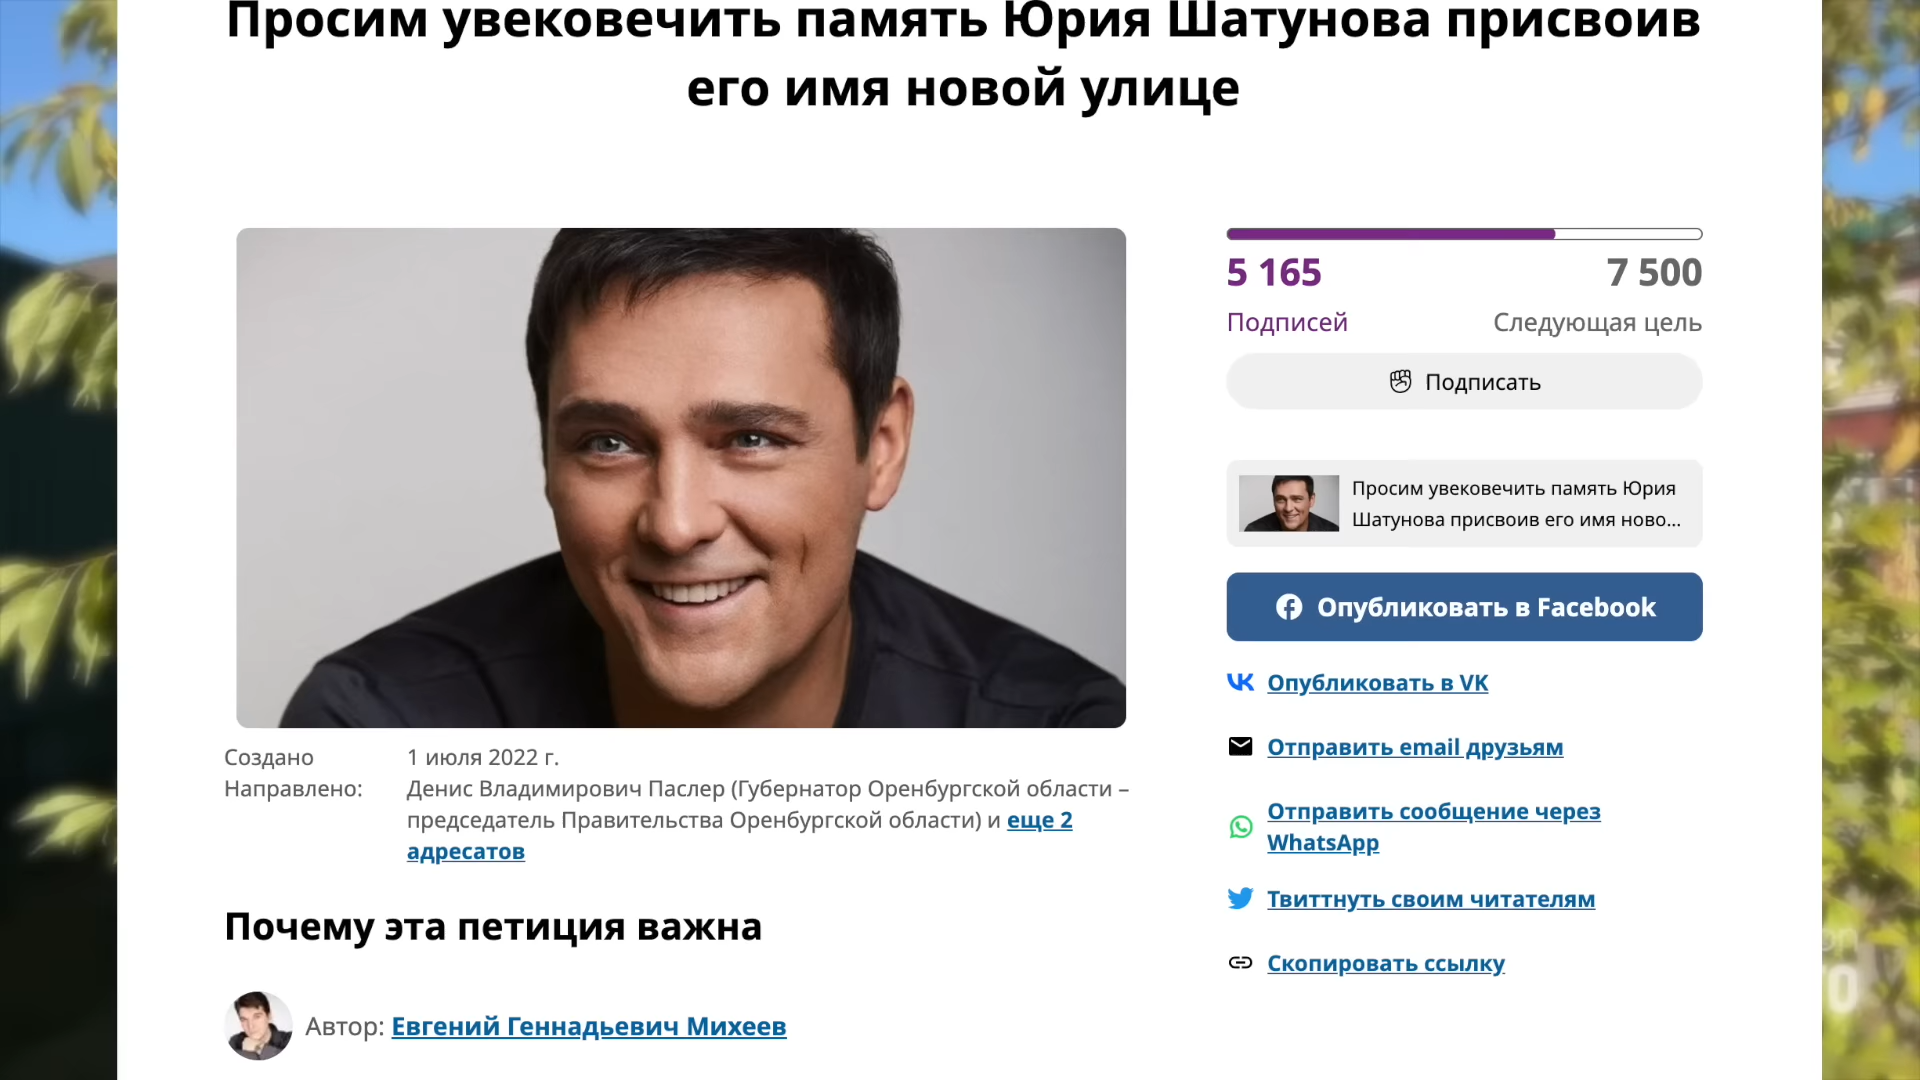 Просим увековечить память Юрия Шатунова присвоив
его имя новой улице
5 165
7 500
Подписей
Следующая цель
Подписать
Просим увековечить память Юрия
Шатунова присвоив его имя ново...
Опубликовать в Facebook
Опубликовать в VK
Отправить email друзьям
Отправить сообщение через
WhatsApp
Твиттнуть своим читателям
Скопировать ссылку
Создано 1 июля 2022 г.
Направлено: Денис Владимирович Паслер (Губернатор Оренбургской области –
председатель Правительства Оренбургской области) и еще 2
адресатов
Почему эта петиция важна
Автор: Евгений Геннадьевич Михеев